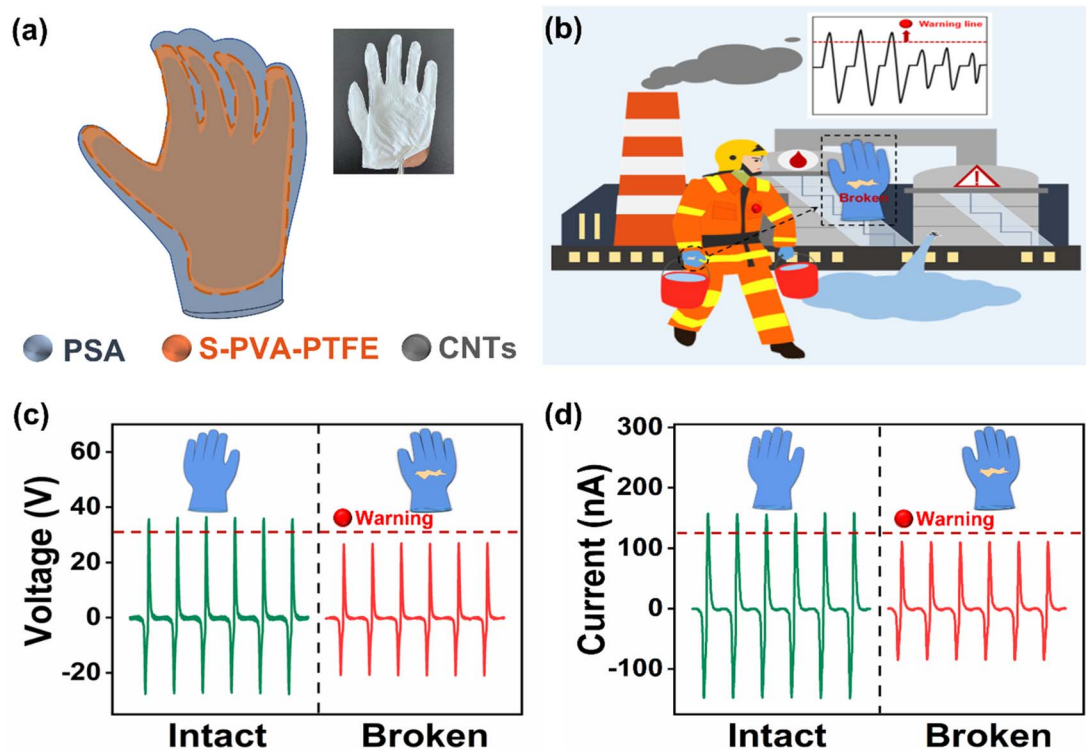 (a)
PSA
S-PVA-PTFE
CNTs
(b)
Warning line
Broken
!
(c)
Voltage (V)
60
40
20
0
-20
Warning
Intact
Broken
(d)
Current (nA)
300
200
100
0
-100
Warning
Intact
Broken